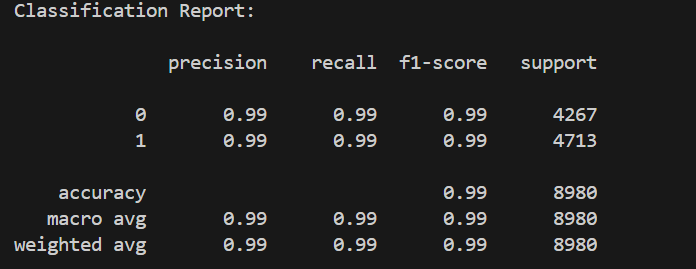 Classification Report:
precision recall f1-score support
0 0.99 0.99 0.99 4267
1 0.99 0.99 0.99 4713
accuracy 0.99 8980
macro avg 0.99 0.99 0.99 8980
weighted avg 0.99 0.99 0.99 8980